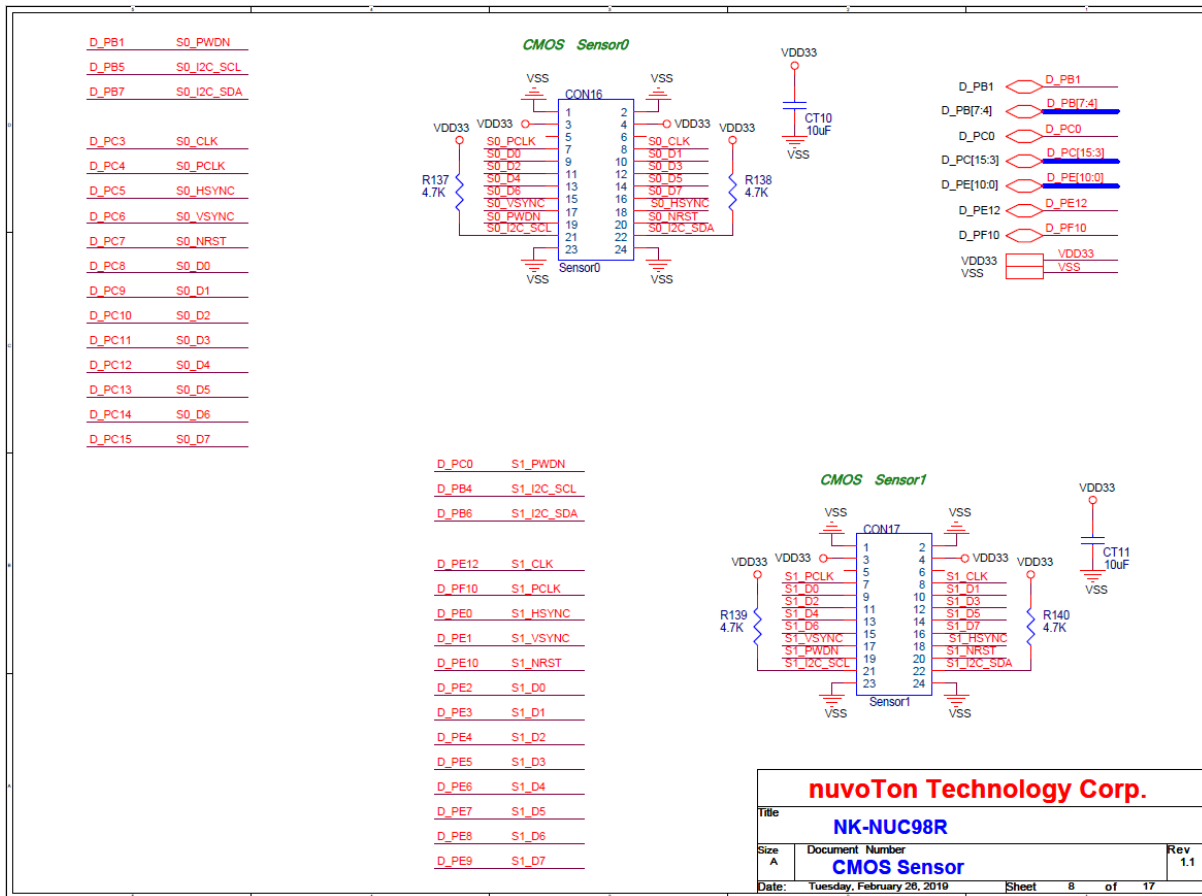 D_PB1 S0_PWDN
D_PB5 S0_I2C_SCL
D_PB7 S0_I2C_SDA
D_PC3 S0_CLK
D_PC4 S0_PCLK
D_PC5 S0_HSYNC
D_PC6 S0_VSYNC
D_PC7 S0_NRST
D_PC8 S0_D0
D_PC9 S0_D1
D_PC10 S0_D2
D_PC11 S0_D3
D_PC12 S0_D4
D_PC13 S0_D5
D_PC14 S0_D6
D_PC15 S0_D7
CMOS Sensor0
VSS VSS
CON16
1 2
VDD33 3 4 VDD33
5 6
S0_PCLK 7 8 S0_CLK
S0_D0 9 10 S0_D1
S0_D2 11 12 S0_D3
S0_D4 13 14 S0_D5
S0_D6 15 16 S0_D7
S0_VSYNC 17 18 S0_HSYNC
S0_PWDN 19 20 S0_NRST
S0_I2C_SCL 21 22 S0_I2C_SDA
23 24
Sensor0
VSS VSS
VDD33
R137
4.7K
VDD33
R138
4.7K
VDD33
CT10
10uF
VSS
D_PB1 D_PB1
D_PB[7:4] D_PB[7:4]
D_PC0 D_PC0
D_PC[15:3] D_PC[15:3]
D_PE[10:0] D_PE[10:0]
D_PE12 D_PE12
D_PF10 D_PF10
VDD33 VDD33
VSS VSS
D_PC0 S1_PWDN
D_PB4 S1_I2C_SCL
D_PB6 S1_I2C_SDA
D_PE12 S1_CLK
D_PF10 S1_PCLK
D_PE0 S1_HSYNC
D_PE1 S1_VSYNC
D_PE10 S1_NRST
D_PE2 S1_D0
D_PE3 S1_D1
D_PE4 S1_D2
D_PE5 S1_D3
D_PE6 S1_D4
D_PE7 S1_D5
D_PE8 S1_D6
D_PE9 S1_D7
CMOS Sensor1
VSS VSS
CON17
1 2
VDD33 3 4 VDD33
5 6
S1_PCLK 7 8 S1_CLK
S1_D0 9 10 S1_D1
S1_D2 11 12 S1_D3
S1_D4 13 14 S1_D5
S1_D6 15 16 S1_D7
S1_VSYNC 17 18 S1_HSYNC
S1_PWDN 19 20 S1_NRST
S1_I2C_SCL 21 22 S1_I2C_SDA
23 24
Sensor1
VSS VSS
VDD33
R139
4.7K
VDD33
R140
4.7K
VDD33
CT11
10uF
VSS
nuvoTon Technology Corp.
Title
NK-NUC98R
Size Document Number Rev
A CMOS Sensor 1.1
Date: Tuesday, February 26, 2019 Sheet 8 of 17